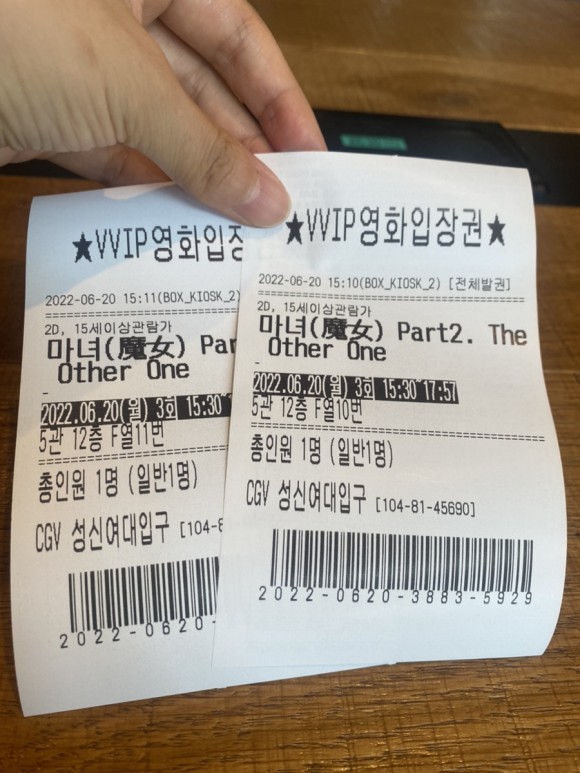 ★VVIP영화입장
2022-06-20 15:11(BOX_KIOSK_2)
2D, 15세이상관람가
마녀(魔女) Par
Other One
-
2022.06.20(월) 3회 15:30
5관 12층 F열11번
총인원 1명 (일반1명)
CGV 성신여대입구 [104-8
2022-0620-
★VVIP영화입장권★
2022-06-20 15:10(BOX_KIOSK_2) [전체발권]
2D, 15세이상관람가
마녀(魔女) Part2. The
Other One
-
2022.06.20(월) 3회 15:30~17:57
5관 12층 F열10번
총인원 1명 (일반1명)
CGV 성신여대입구 [104-81-45690]
2022-0620-3883-5929